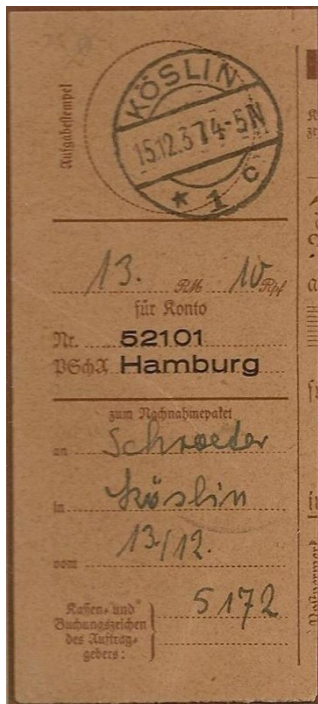 KÖSLIN
15.12.37 4-5 N
* 1 c
Aufgabestempel
13. RM 10 Rpf
für Konto
Nr. 52101
PSchA Hamburg
zum Nachnahmepaket
an Schroeder
in Köslin
vom 13/12.
Kassen- und
Buchungszeichen
des Auftrag-
gebers:
5172